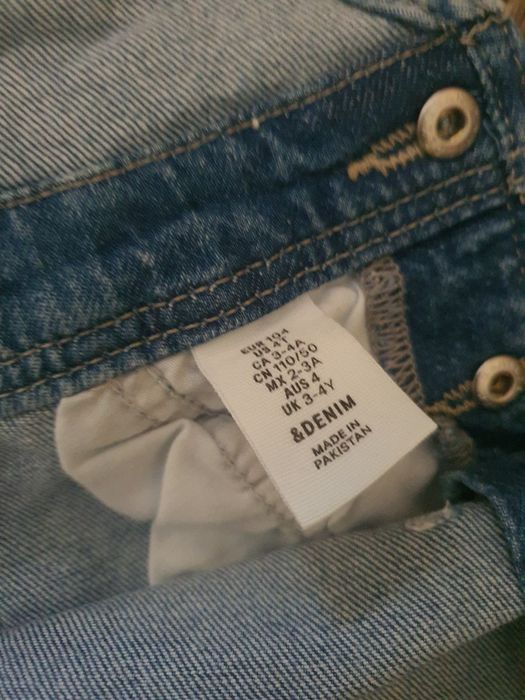 EUR 104
US 4T
CA 3-4A
CN 110/50
MX 2-3A
AUS 4
UK 3-4Y
&DENIM
MADE IN
PAKISTAN